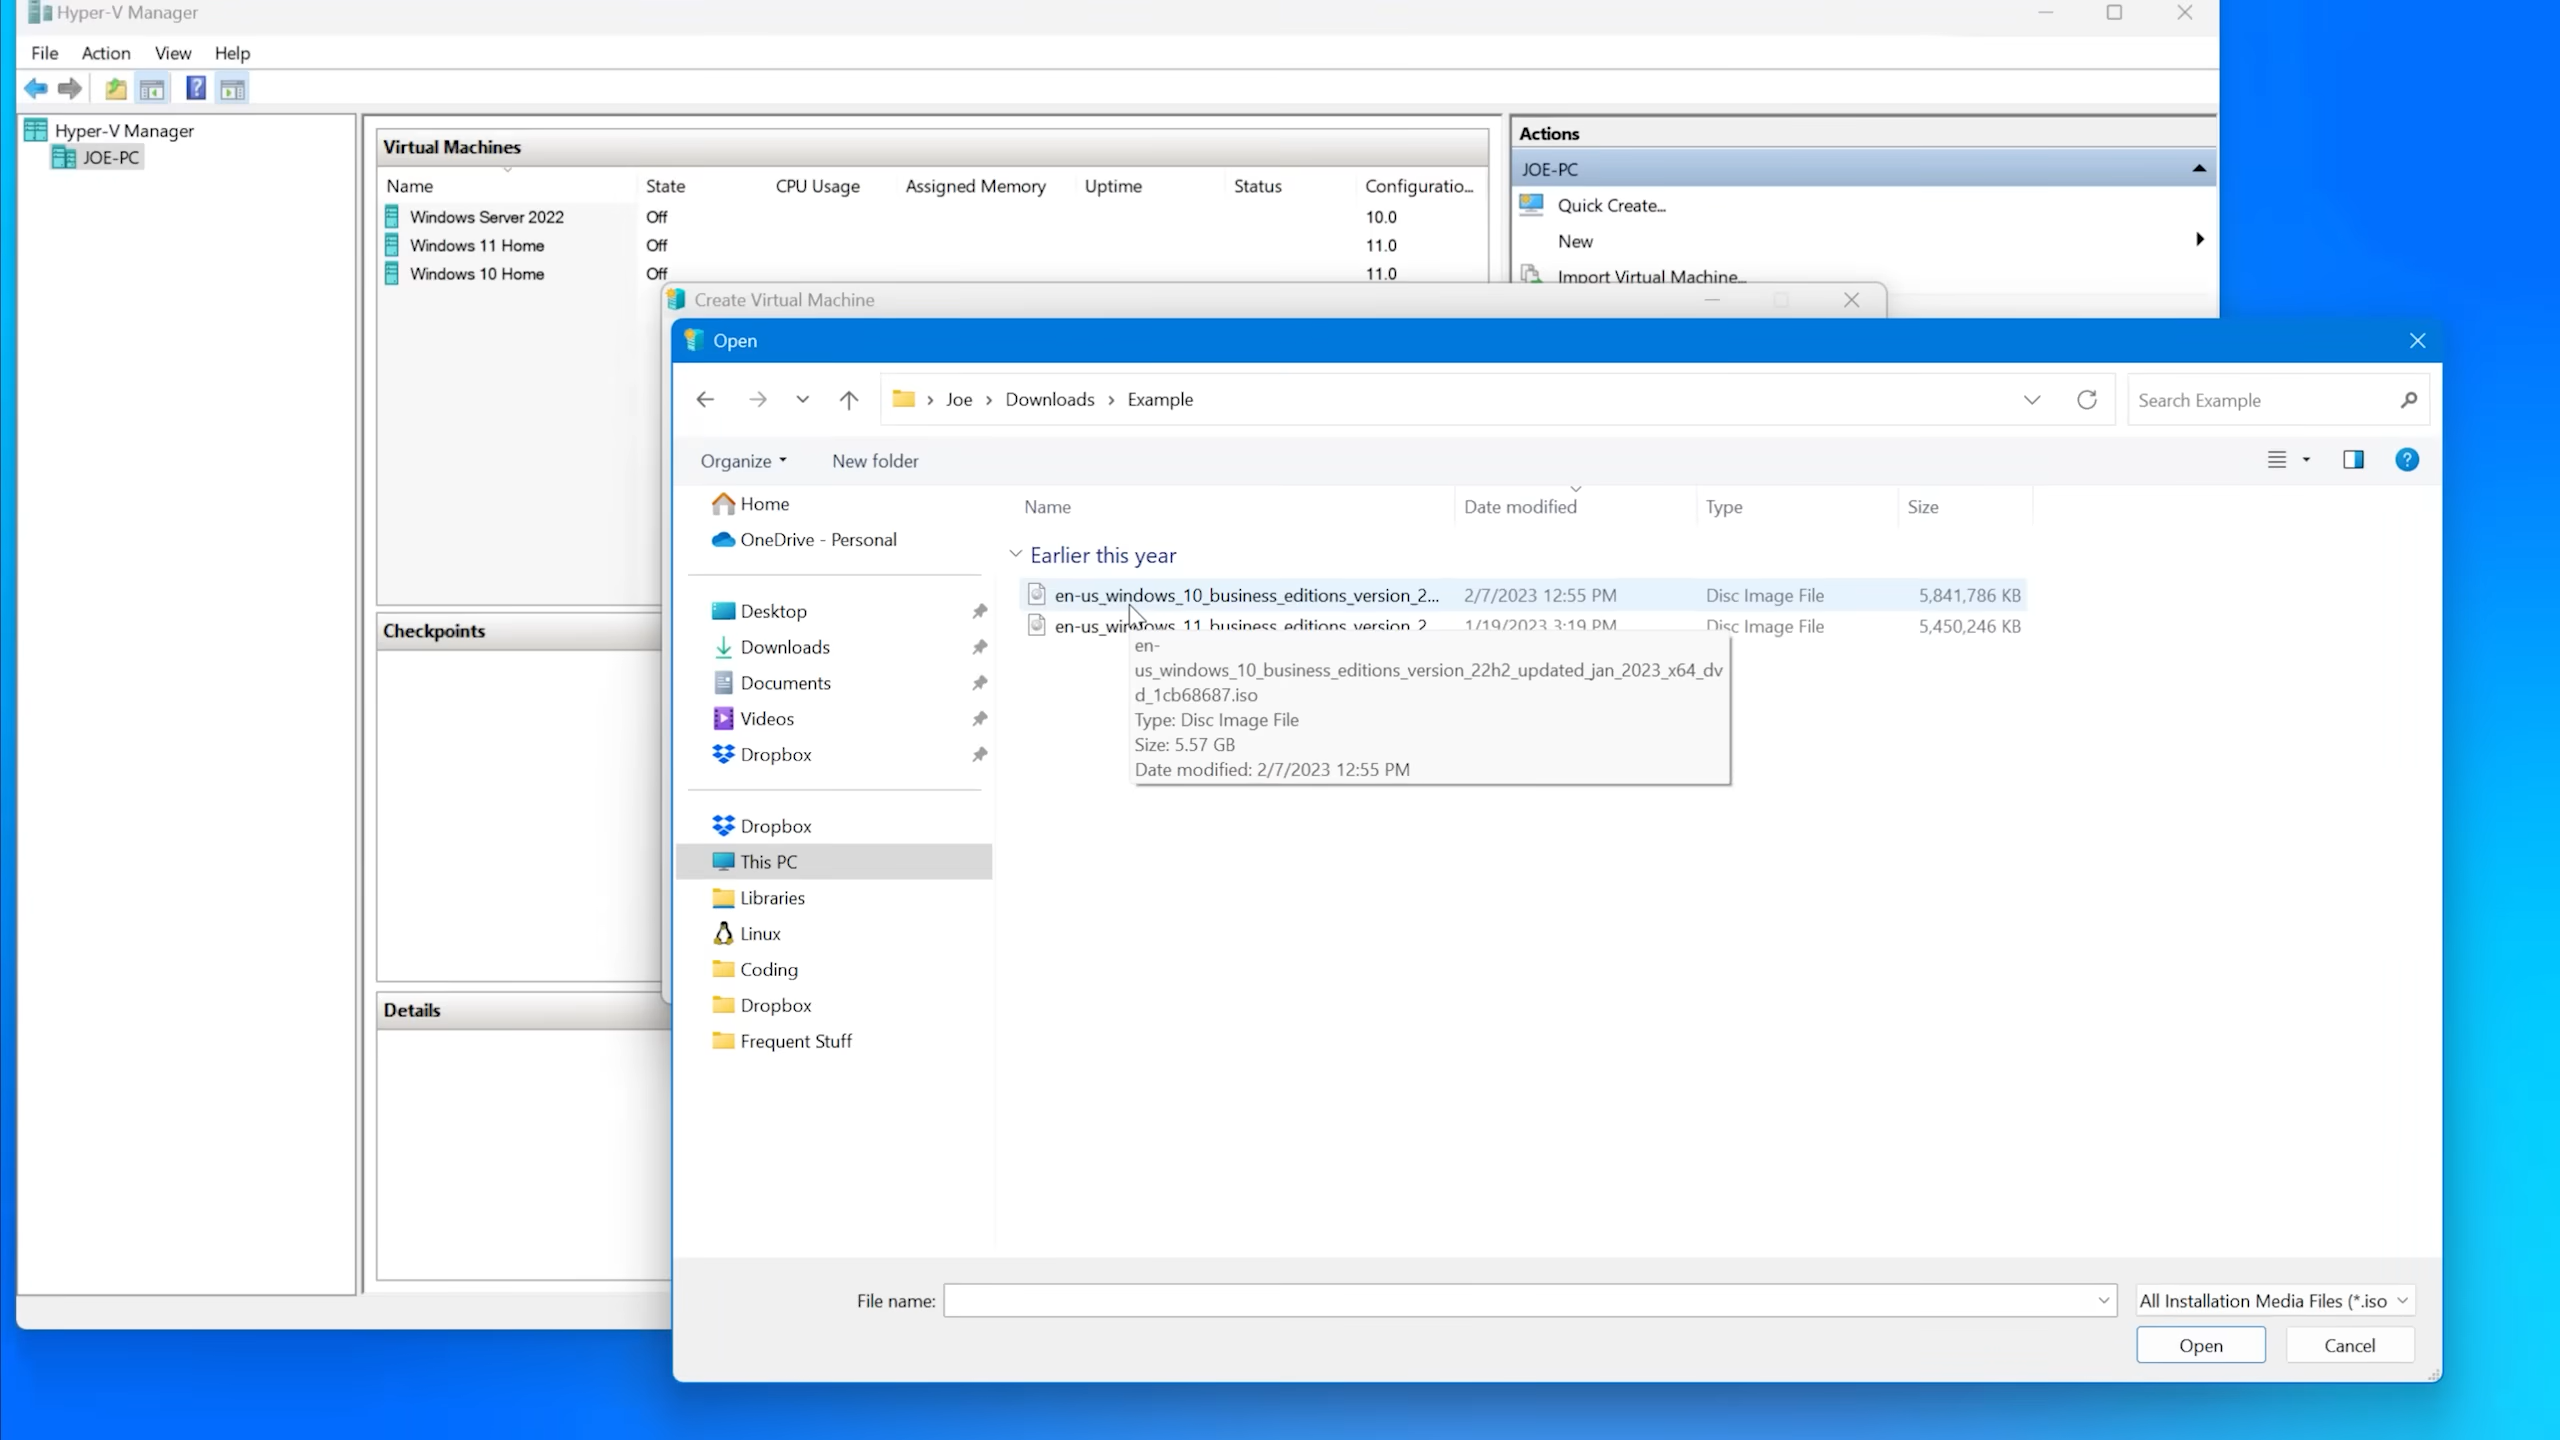 Hyper-V Manager
File Action View Help
Hyper-V Manager
JOE-PC
Virtual Machines
Name State CPU Usage Assigned Memory Uptime Status Configuratio...
Windows Server 2022 Off 10.0
Windows 11 Home Off 11.0
Windows 10 Home Off 11.0
Actions
JOE-PC
Quick Create...
New
Import Virtual Machine...
Checkpoints
Details
Create Virtual Machine
Open
Joe Downloads Example
Search Example
Organize New folder
Home
OneDrive - Personal
Desktop
Downloads
Documents
Videos
Dropbox
Dropbox
This PC
Libraries
Linux
Coding
Dropbox
Frequent Stuff
Name Date modified Type Size
Earlier this year
en-us_windows_10_business_editions_version_2... 2/7/2023 12:55 PM Disc Image File 5,841,786 KB
en-us_windows_11_business_editions_version_2 1/19/2023 3:19 PM Disc Image File 5,450,246 KB
en-
us_windows_10_business_editions_version_22h2_updated_jan_2023_x64_dv
d_1cb68687.iso
Type: Disc Image File
Size: 5.57 GB
Date modified: 2/7/2023 12:55 PM
File name:
All Installation Media Files (*.iso
Open Cancel